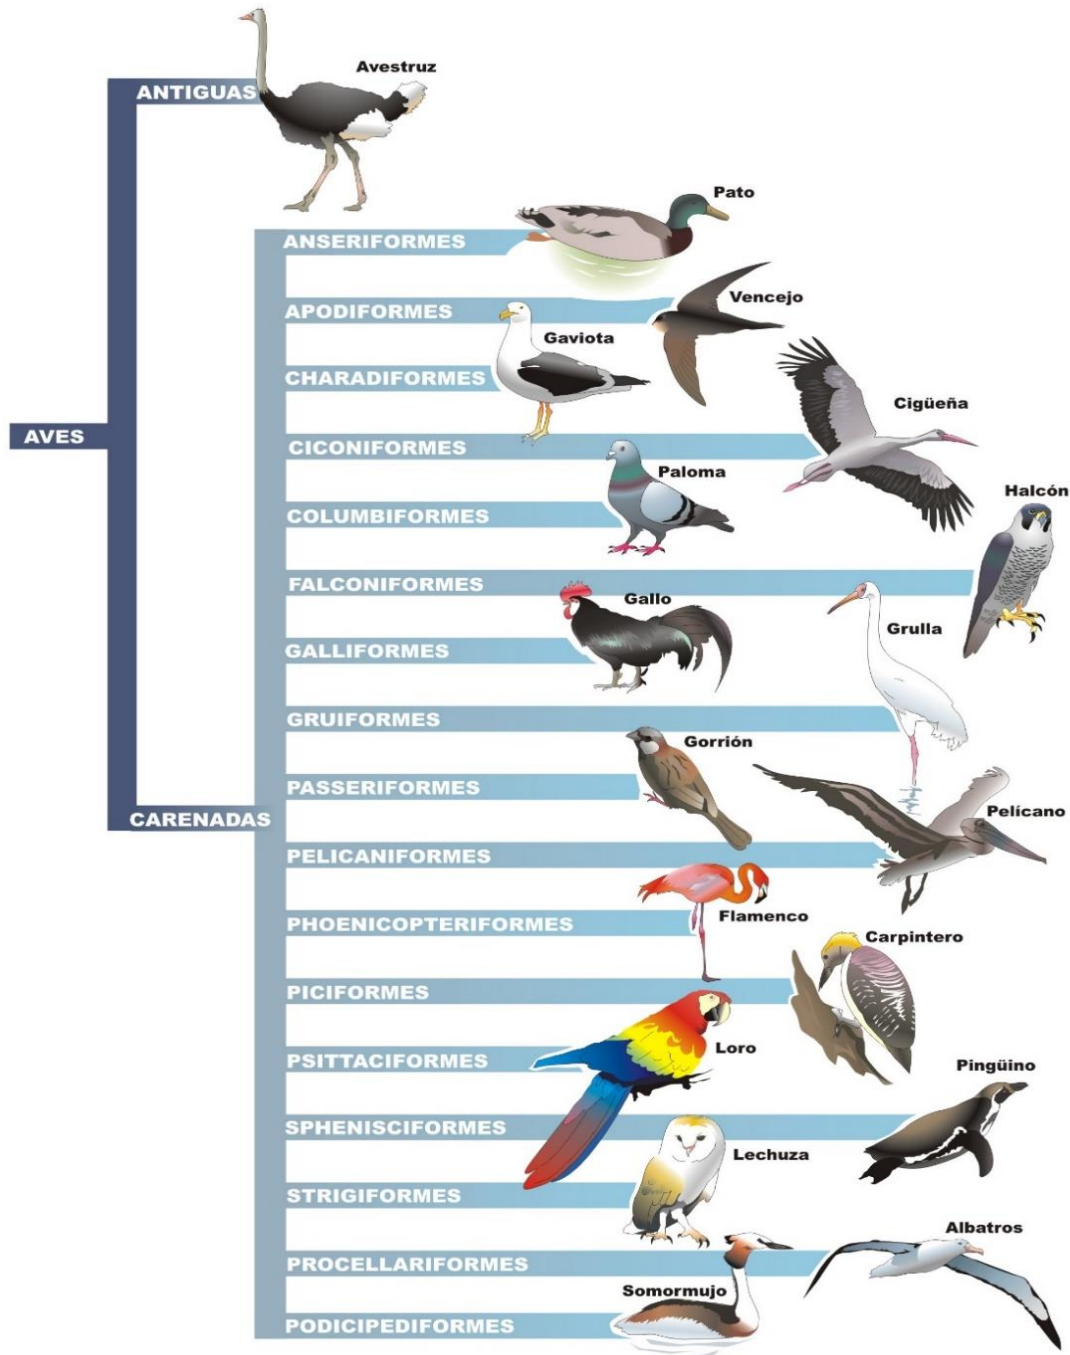 Avestruz
ANTIGUAS
Pato
ANSERIFORMES
Vencejo
APODIFORMES
Gaviota
CHARADIFORMES
Cigüeña
AVES
CICONIFORMES
Paloma
Halcón
COLUMBIFORMES
FALCONIFORMES
Gallo
Grulla
GALLIFORMES
GRUIFORMES
Gorrión
PASSERIFORMES
Pelícano
CARENADAS
PELICANIFORMES
Flamenco
PHOENICOPTERIFORMES
Carpintero
PICIFORMES
Loro
PSITTACIFORMES
Pingüino
SPHENISCIFORMES
Lechuza
STRIGIFORMES
Albatros
PROCELLARIFORMES
Somormujo
PODICIPEDIFORMES